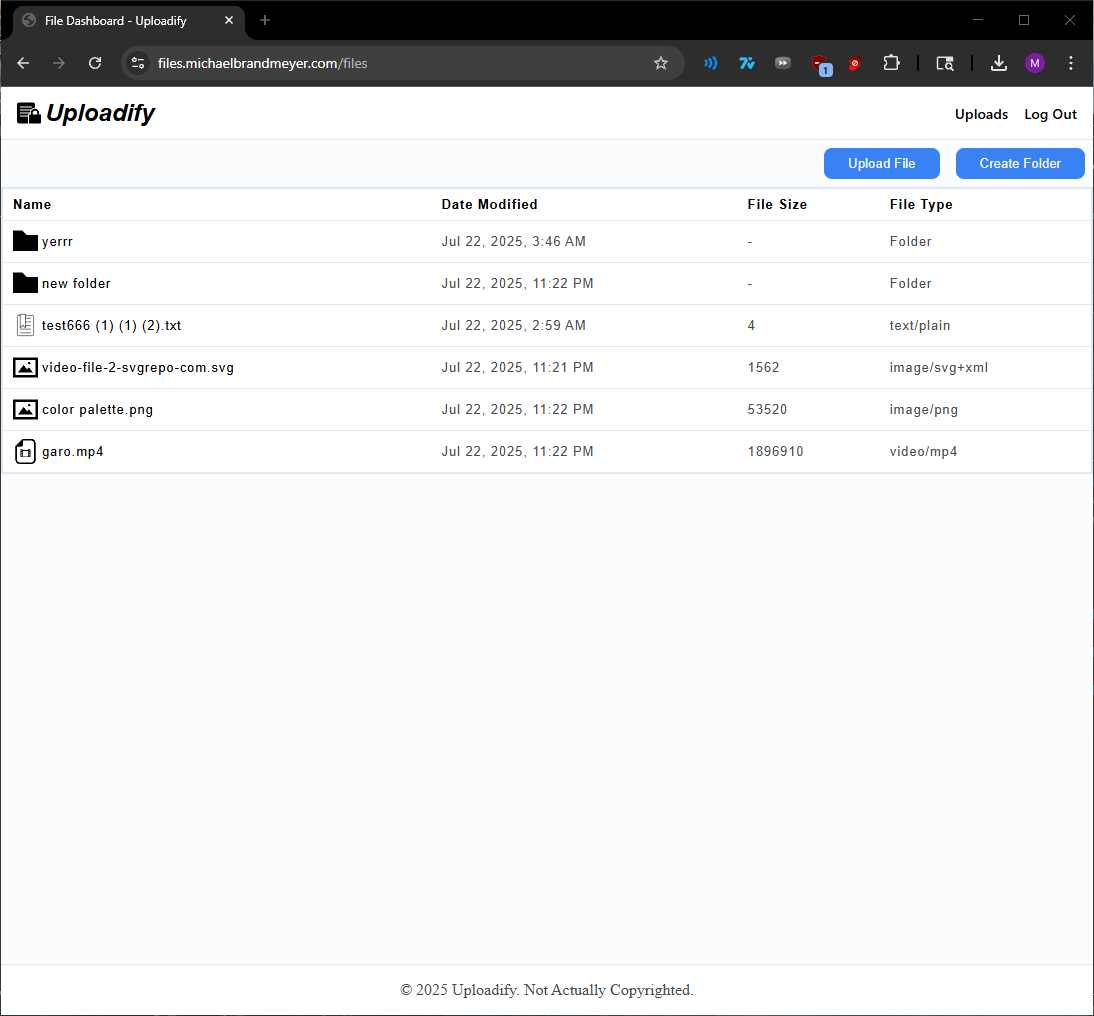 File Dashboard - Uploadify
files.michaelbrandmeyer.com/files
1
M
Uploadify
Uploads Log Out
Upload File Create Folder
Name Date Modified File Size File Type
yerrr Jul 22, 2025, 3:46 AM - Folder
new folder Jul 22, 2025, 11:22 PM - Folder
test666 (1) (1) (2).txt Jul 22, 2025, 2:59 AM 4 text/plain
video-file-2-svgrepo-com.svg Jul 22, 2025, 11:21 PM 1562 image/svg+xml
color palette.png Jul 22, 2025, 11:22 PM 53520 image/png
garo.mp4 Jul 22, 2025, 11:22 PM 1896910 video/mp4
© 2025 Uploadify. Not Actually Copyrighted.